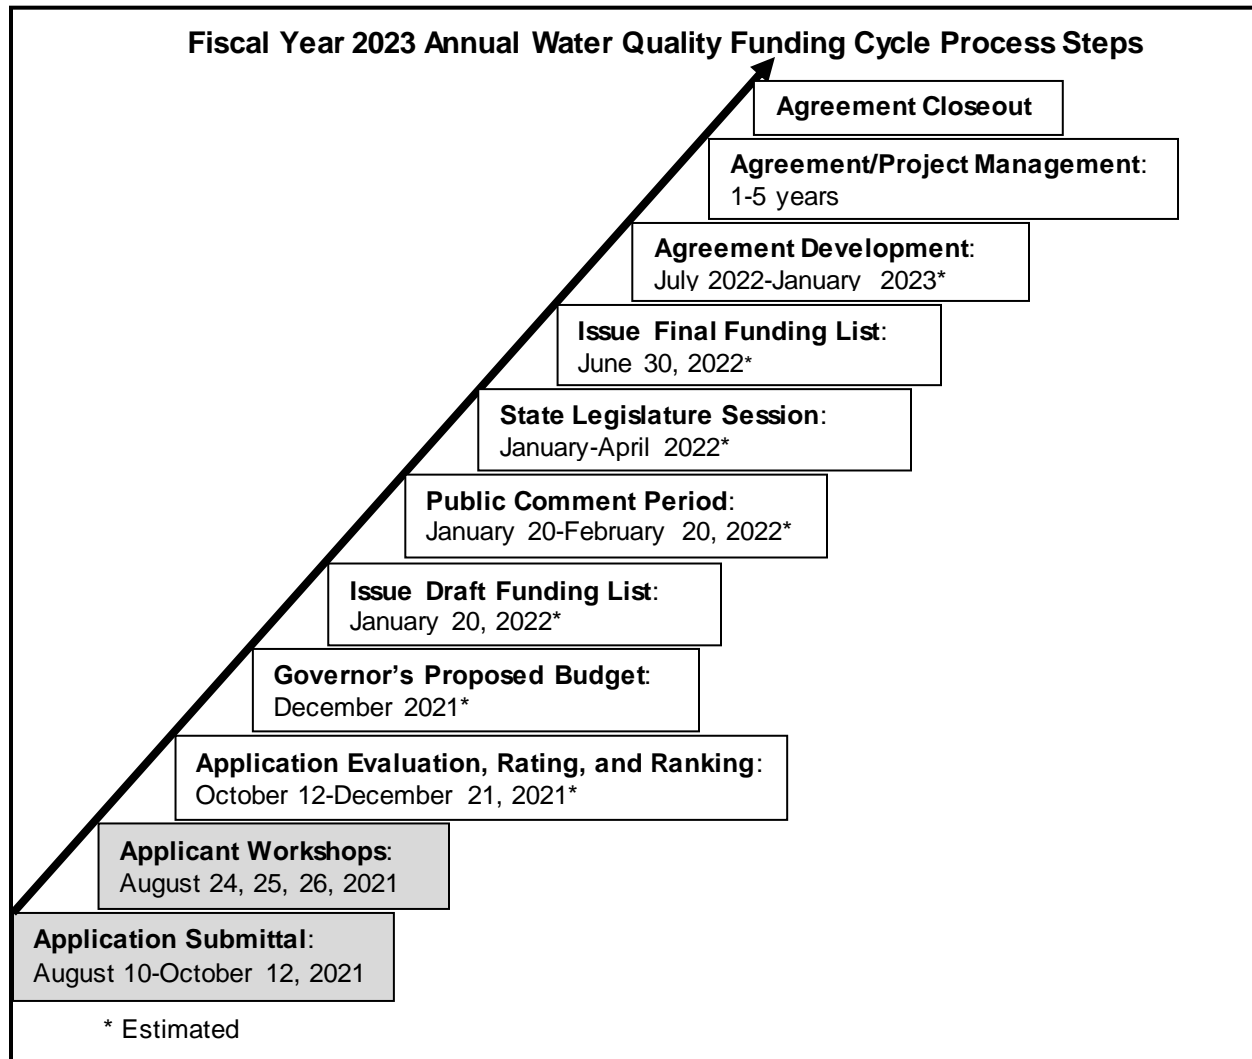 Fiscal Year 2023 Annual Water Quality Funding Cycle Process Steps
Agreement Closeout
Agreement/Project Management:
1-5 years
Agreement Development:
July 2022-January 2023*
Issue Final Funding List:
June 30, 2022*
State Legislature Session:
January-April 2022*
Public Comment Period:
January 20-February 20, 2022*
Issue Draft Funding List:
January 20, 2022*
Governor’s Proposed Budget:
December 2021*
Application Evaluation, Rating, and Ranking:
October 12-December 21, 2021*
Applicant Workshops:
August 24, 25, 26, 2021
Application Submittal:
August 10-October 12, 2021
* Estimated